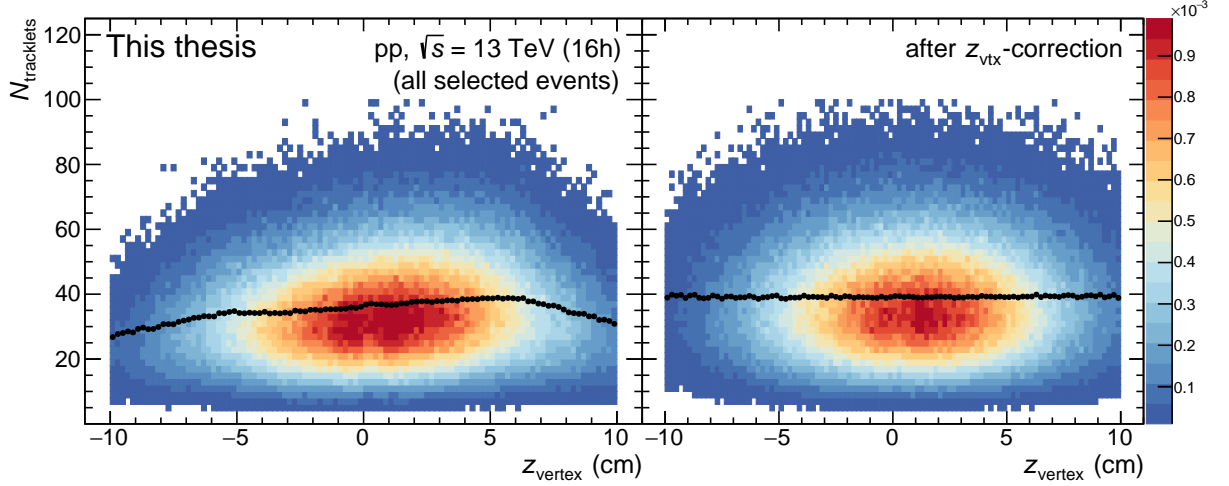 This thesis
pp, √s = 13 TeV (16h)
(all selected events)
after z_vtx-correction
N_tracklets
120
100
80
60
40
20
−10 −5 0 5 10
z_vertex (cm)
−10 −5 0 5 10
z_vertex (cm)
×10⁻³
0.9
0.8
0.7
0.6
0.5
0.4
0.3
0.2
0.1